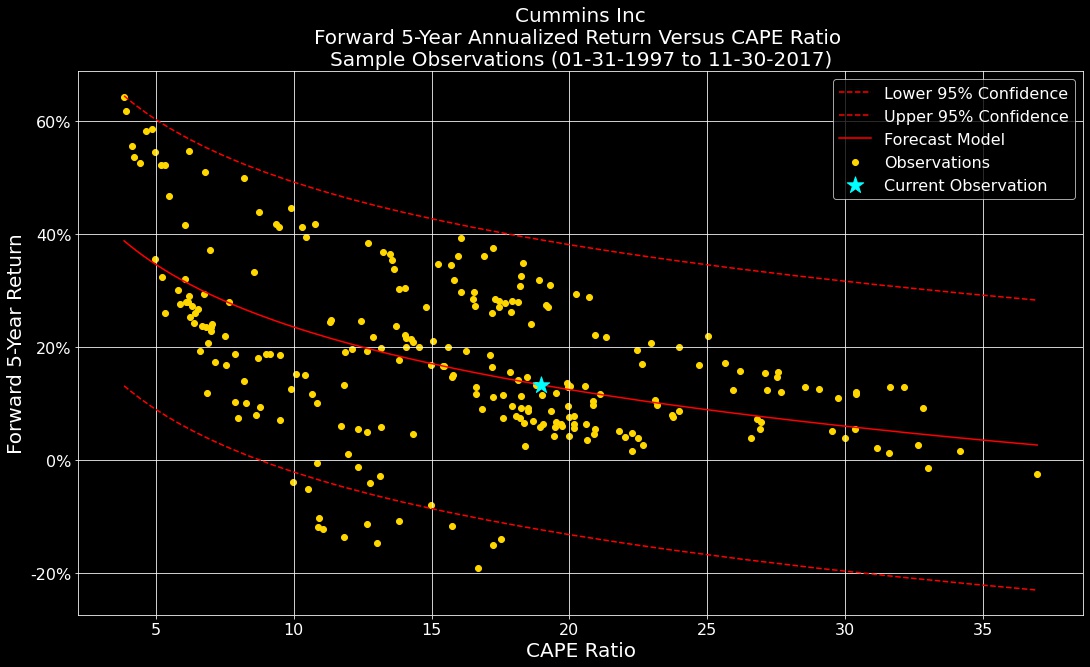 Cummins Inc
Forward 5-Year Annualized Return Versus CAPE Ratio
Sample Observations (01-31-1997 to 11-30-2017)
Lower 95% Confidence
Upper 95% Confidence
Forecast Model
Observations
Current Observation
Forward 5-Year Return
60%
40%
20%
0%
-20%
5 10 15 20 25 30 35
CAPE Ratio